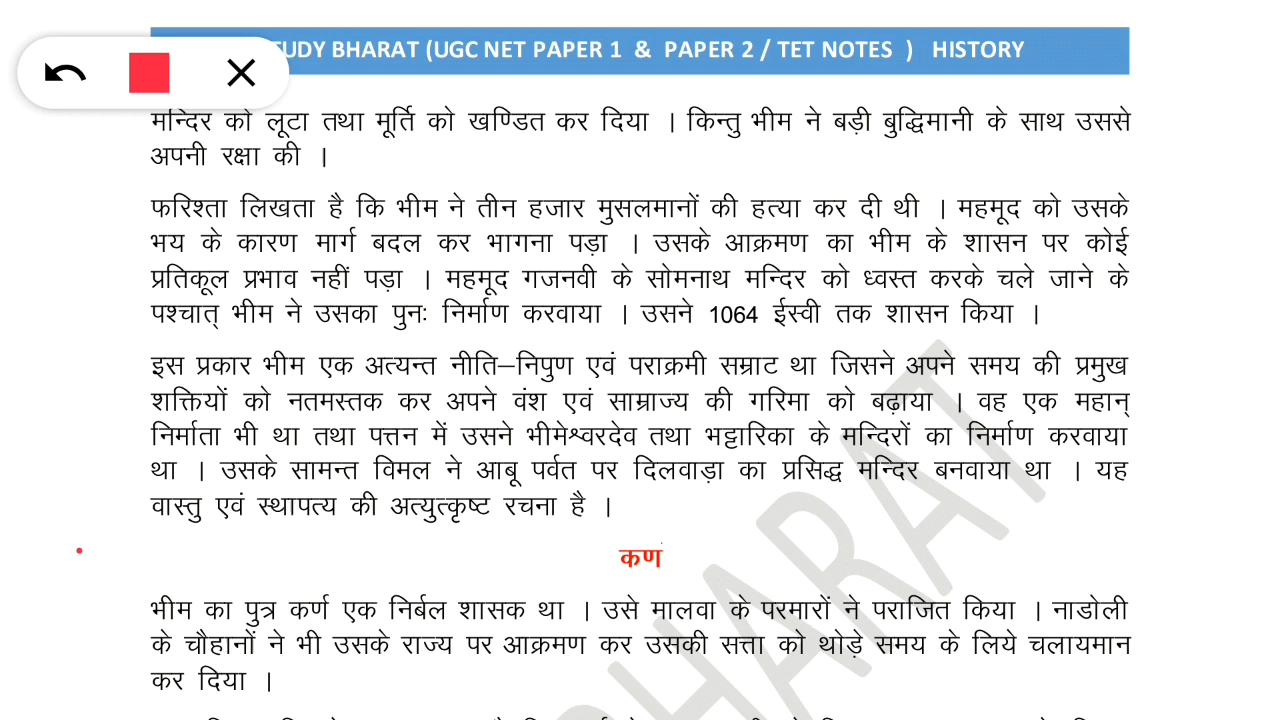 TUDY BHARAT (UGC NET PAPER 1 & PAPER 2 / TET NOTES ) HISTORY
मन्दिर को लूटा तथा मूर्ति को खण्डित कर दिया । किन्तु भीम ने बड़ी बुद्धिमानी के साथ उससे
अपनी रक्षा की ।
फरिश्ता लिखता है कि भीम ने तीन हजार मुसलमानों की हत्या कर दी थी । महमूद को उसके
भय के कारण मार्ग बदल कर भागना पड़ा । उसके आक्रमण का भीम के शासन पर कोई
प्रतिकूल प्रभाव नहीं पड़ा । महमूद गजनवी के सोमनाथ मन्दिर को ध्वस्त करके चले जाने के
पश्चात् भीम ने उसका पुनः निर्माण करवाया । उसने 1064 ईस्वी तक शासन किया ।
इस प्रकार भीम एक अत्यन्त नीति–निपुण एवं पराक्रमी सम्राट था जिसने अपने समय की प्रमुख
शक्तियों को नतमस्तक कर अपने वंश एवं साम्राज्य की गरिमा को बढ़ाया । वह एक महान्
निर्माता भी था तथा पत्तन में उसने भीमेश्वरदेव तथा भट्टारिका के मन्दिरों का निर्माण करवाया
था । उसके सामन्त विमल ने आबू पर्वत पर दिलवाड़ा का प्रसिद्ध मन्दिर बनवाया था । यह
वास्तु एवं स्थापत्य की अत्युत्कृष्ट रचना है ।
कण
भीम का पुत्र कर्ण एक निर्बल शासक था । उसे मालवा के परमारों ने पराजित किया । नाडोली
के चौहानों ने भी उसके राज्य पर आक्रमण कर उसकी सत्ता को थोड़े समय के लिये चलायमान
कर दिया ।
BHARAT